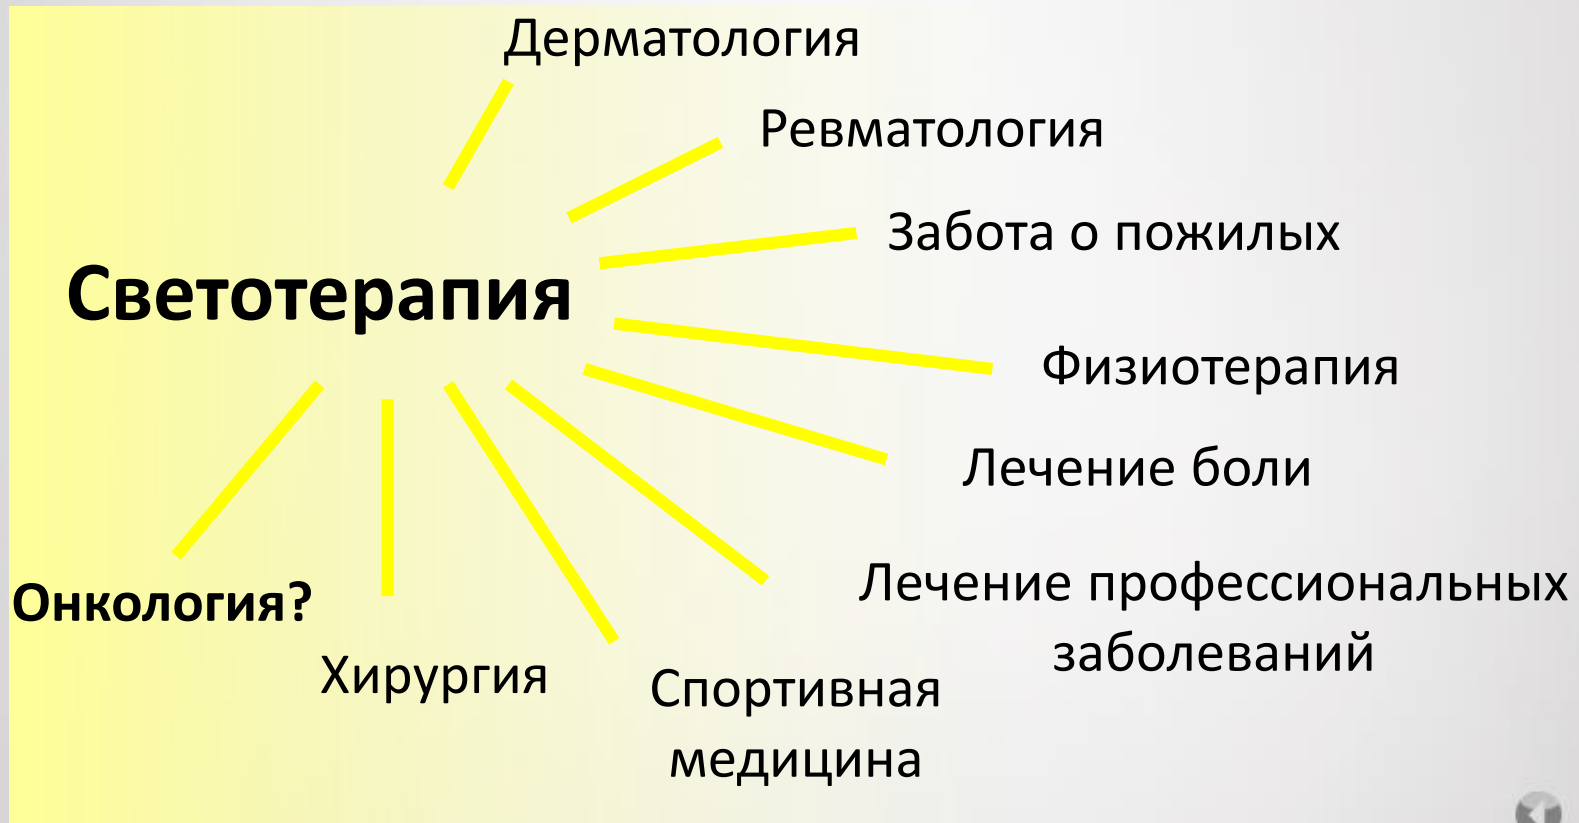 Дерматология
Ревматология
Забота о пожилых
Светотерапия
Физиотерапия
Лечение боли
Лечение профессиональных
заболеваний
Онкология?
Хирургия
Спортивная
медицина